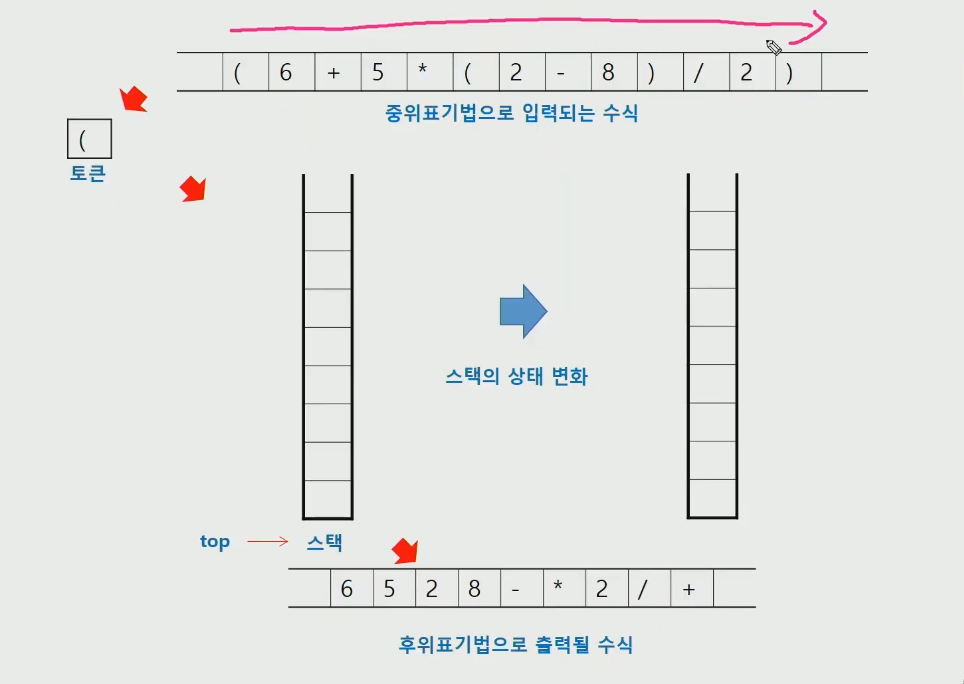 ( 6 + 5 * ( 2 - 8 ) / 2 )
중위표기법으로 입력되는 수식
(
토큰
스택의 상태 변화
top 스택
6 5 2 8 - * 2 / +
후위표기법으로 출력될 수식